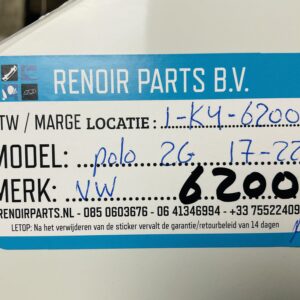 RENOIR PARTS B.V.
TW / MARGE LOCATIE: 1-K4-6200
MODEL: polo 2G 17-22
MERK: VW 6200
RENOIRPARTS.NL - 085 0603676 - 06 41346994 - +33 75522409
LETOP: Na het verwijderen van de sticker vervalt de garantie/retourbeleid van 14 dagen